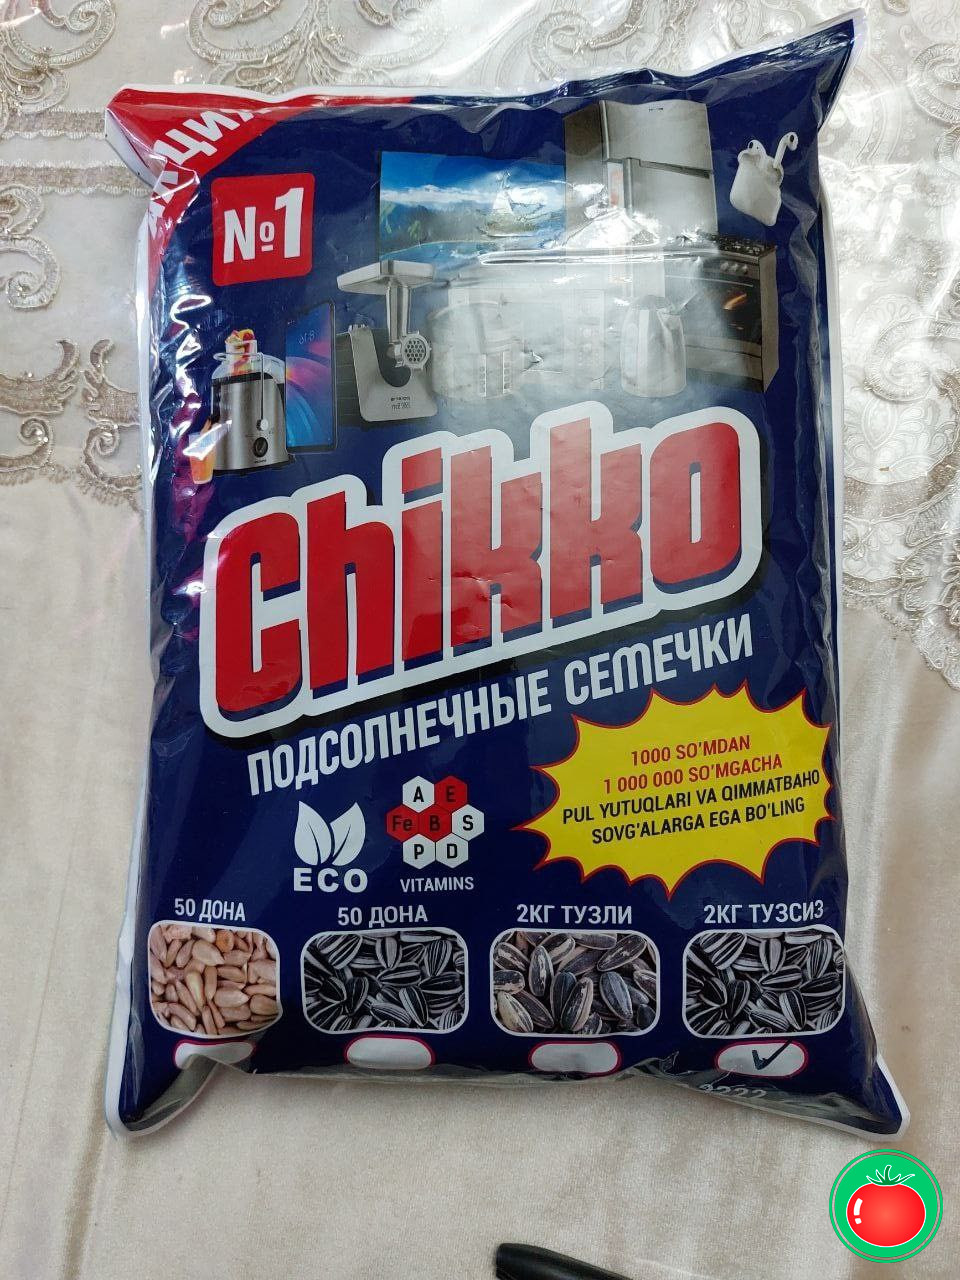 АКЦИЯ
№1
Chikko
ПОДСОЛНЕЧНЫЕ СЕМЕЧКИ
1000 SO'MDAN
1 000 000 SO'MGACHA
PUL YUTUQLARI VA QIMMATBAHO
SOVG'ALARGA EGA BO'LING
ECO
A E
Fe B S
P D
VITAMINS
50 ДОНА
50 ДОНА
2КГ ТУЗЛИ
2КГ ТУЗСИЗ